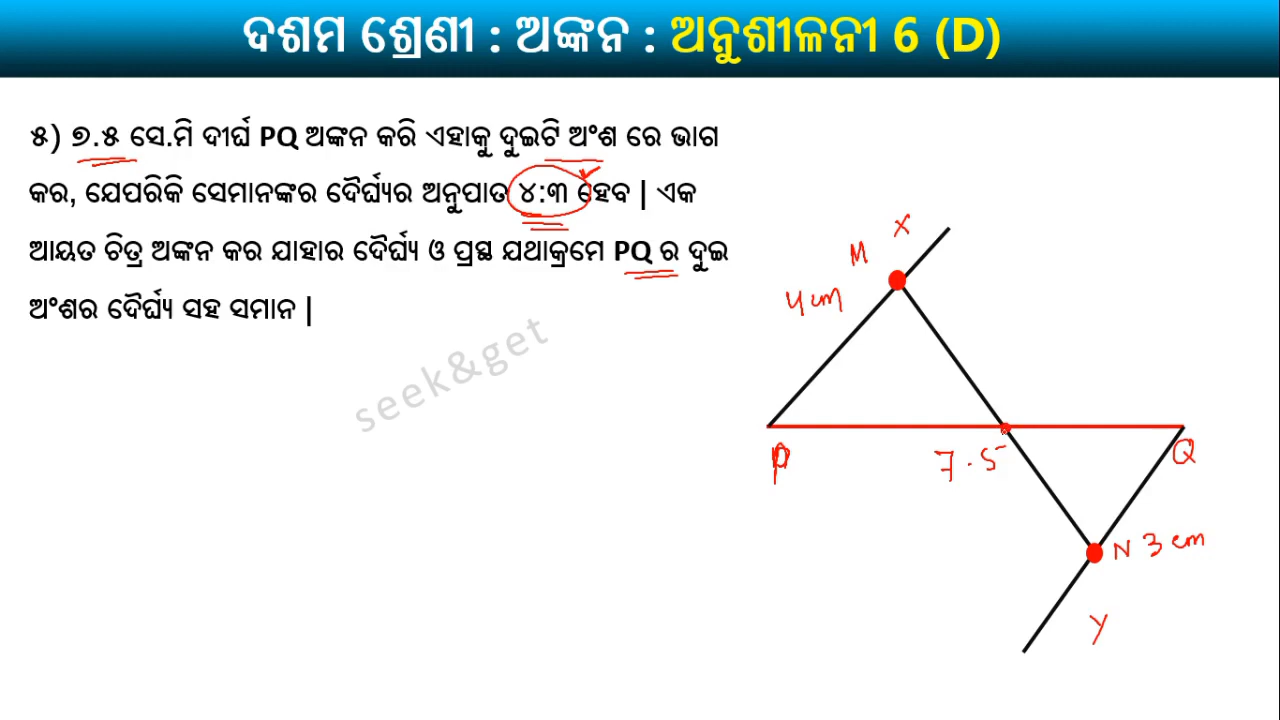 ଦଶମ ଶ୍ରେଣୀ : ଅଙ୍କନ : ଅନୁଶୀଳନୀ 6 (D)
୫) ୭.୫ ସେ.ମି ଦୀର୍ଘ PQ ଅଙ୍କନ କରି ଏହାକୁ ଦୁଇଟି ଅଂଶ ରେ ଭାଗ
କର, ଯେପରିକି ସେମାନଙ୍କର ଦୈର୍ଘ୍ୟର ଅନୁପାତ ୪:୩ ହେବ | ଏକ
ଆୟତ ଚିତ୍ର ଅଙ୍କନ କର ଯାହାର ଦୈର୍ଘ୍ୟ ଓ ପ୍ରସ୍ଥ ଯଥାକ୍ରମେ PQ ର ଦୁଇ
ଅଂଶର ଦୈର୍ଘ୍ୟ ସହ ସମାନ |
seek&get
X
M
4 cm
P
7.5
Q
N 3 cm
Y